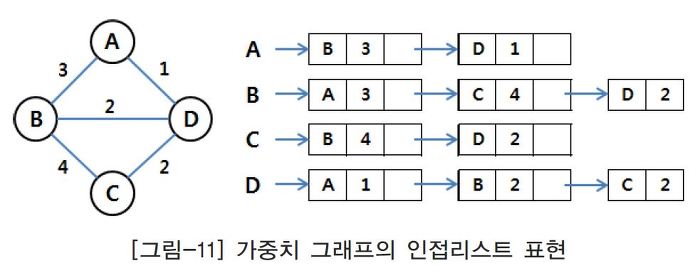 A
3
1
B
2
D
4
2
C
A B 3 D 1
B A 3 C 4 D 2
C B 4 D 2
D A 1 B 2 C 2
[그림-11] 가중치 그래프의 인접리스트 표현